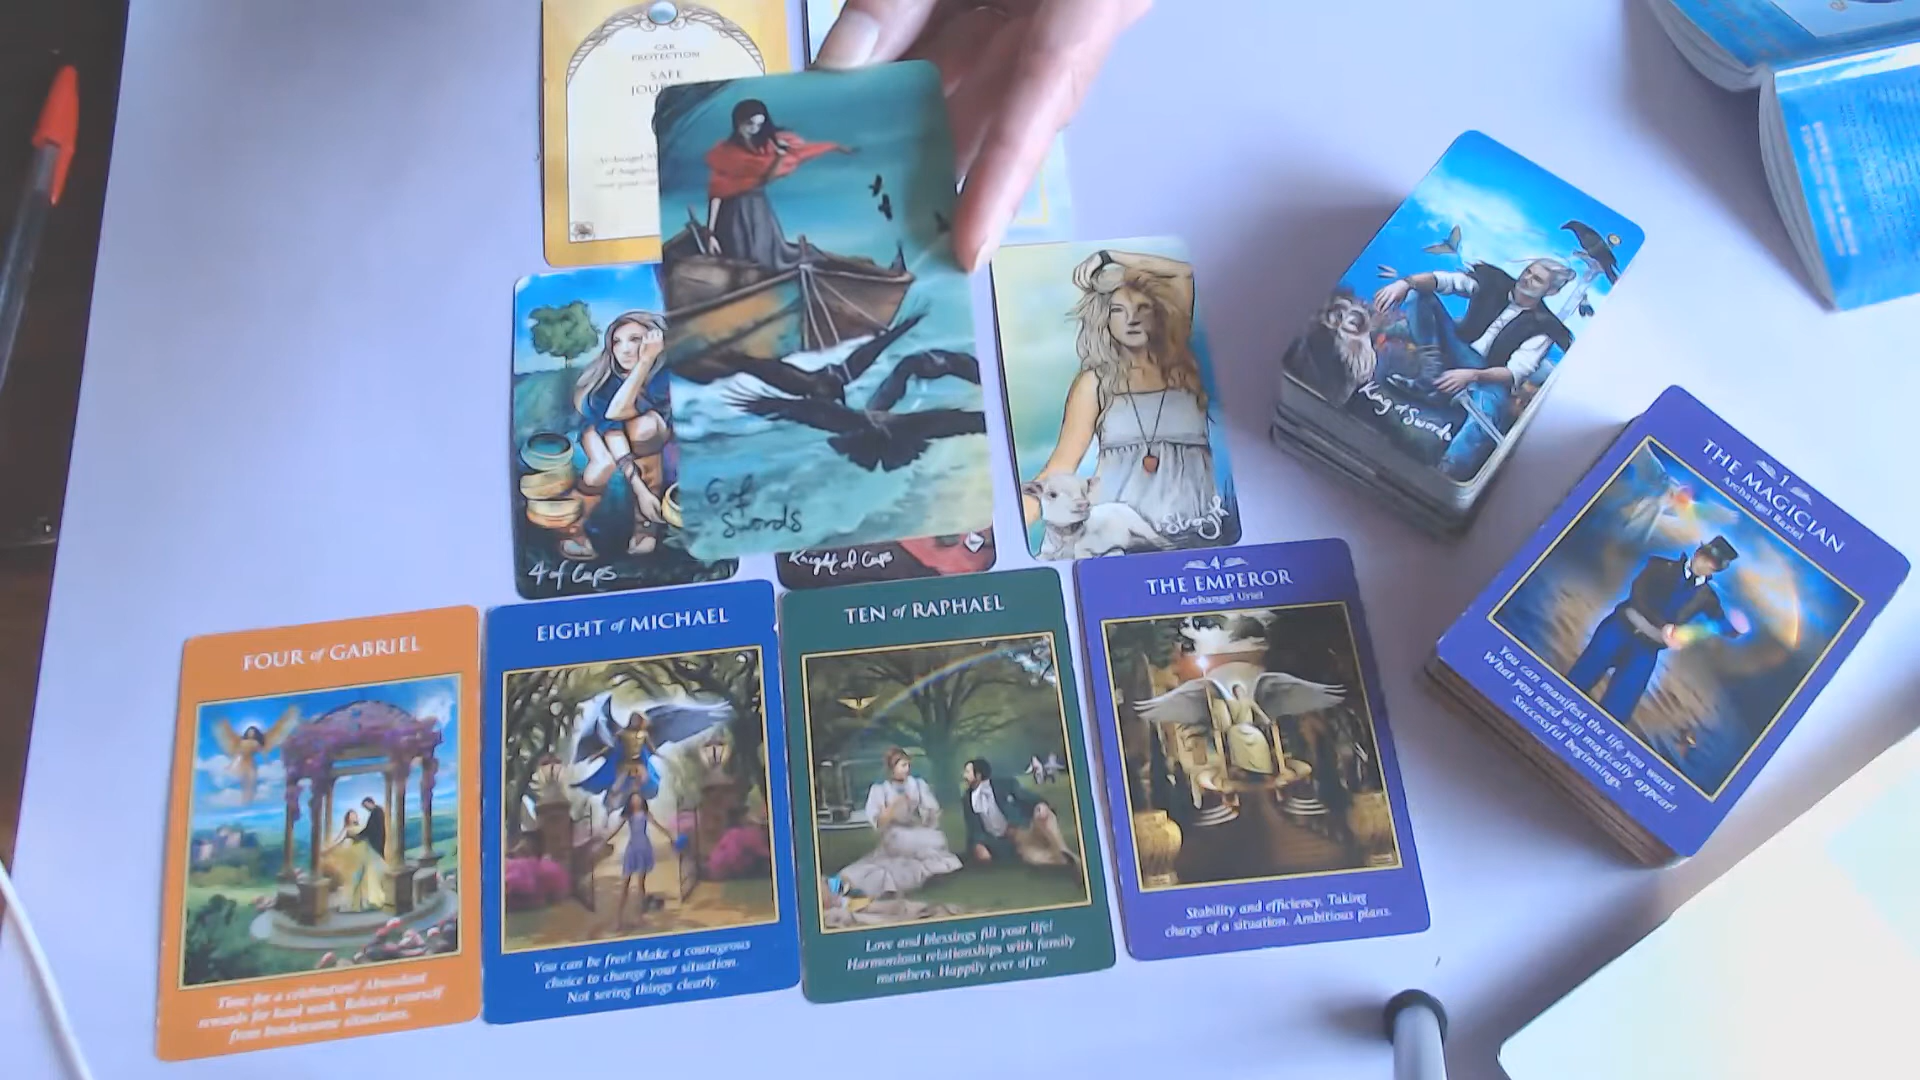 CAR
PROTECTION
SAFE
6 of
Swords
4 of Cups
Knight of Cups
Strength
King of Swords
FOUR of GABRIEL
Time for a celebration! Abundant
rewards for hard work. Release yourself
from burdensome situations.
EIGHT of MICHAEL
You can be free! Make a courageous
choice to change your situation.
Not seeing things clearly.
TEN of RAPHAEL
Love and blessings fill your life!
Harmonious relationships with family
members. Happily ever after.
4
THE EMPEROR
Archangel Uriel
Stability and efficiency. Taking
charge of a situation. Ambitious plans.
1
THE MAGICIAN
Archangel Raziel
You can manifest the life you want.
What you need will magically appear!
Successful beginnings.